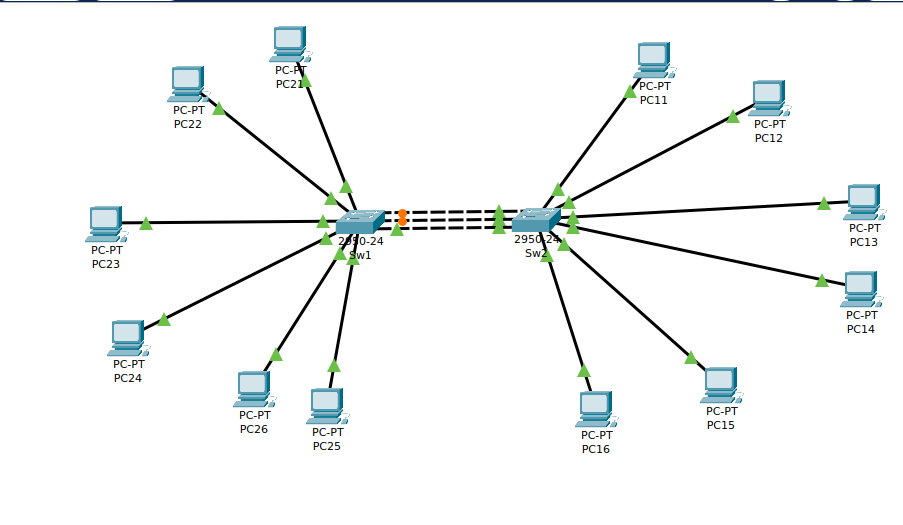 PC-PT
PC21
PC-PT
PC22
PC-PT
PC11
PC-PT
PC12
PC-PT
PC23
2950-24
Sw1
2950-24
Sw2
PC-PT
PC13
PC-PT
PC14
PC-PT
PC24
PC-PT
PC26
PC-PT
PC25
PC-PT
PC16
PC-PT
PC15